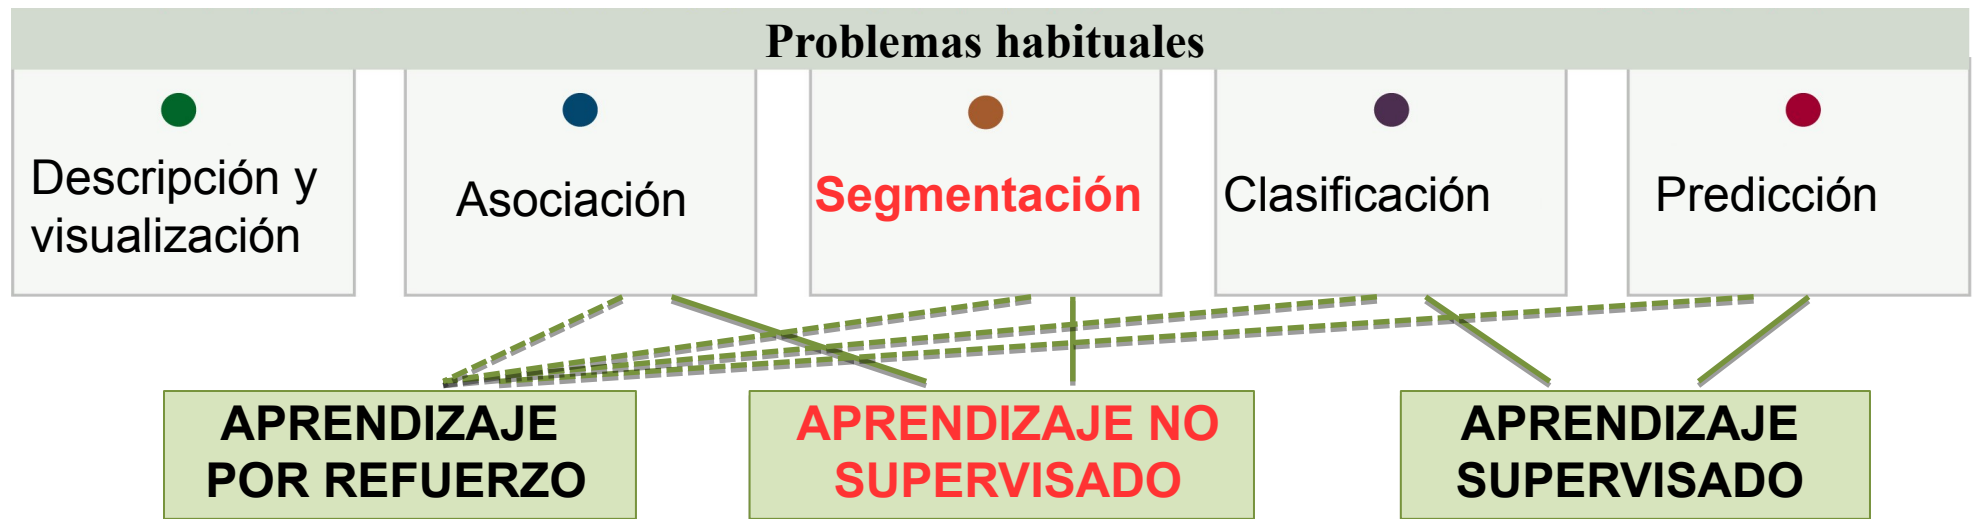 Problemas habituales
Descripción y
visualización
Asociación
Segmentación
Clasificación
Predicción
APRENDIZAJE
POR REFUERZO
APRENDIZAJE NO
SUPERVISADO
APRENDIZAJE
SUPERVISADO